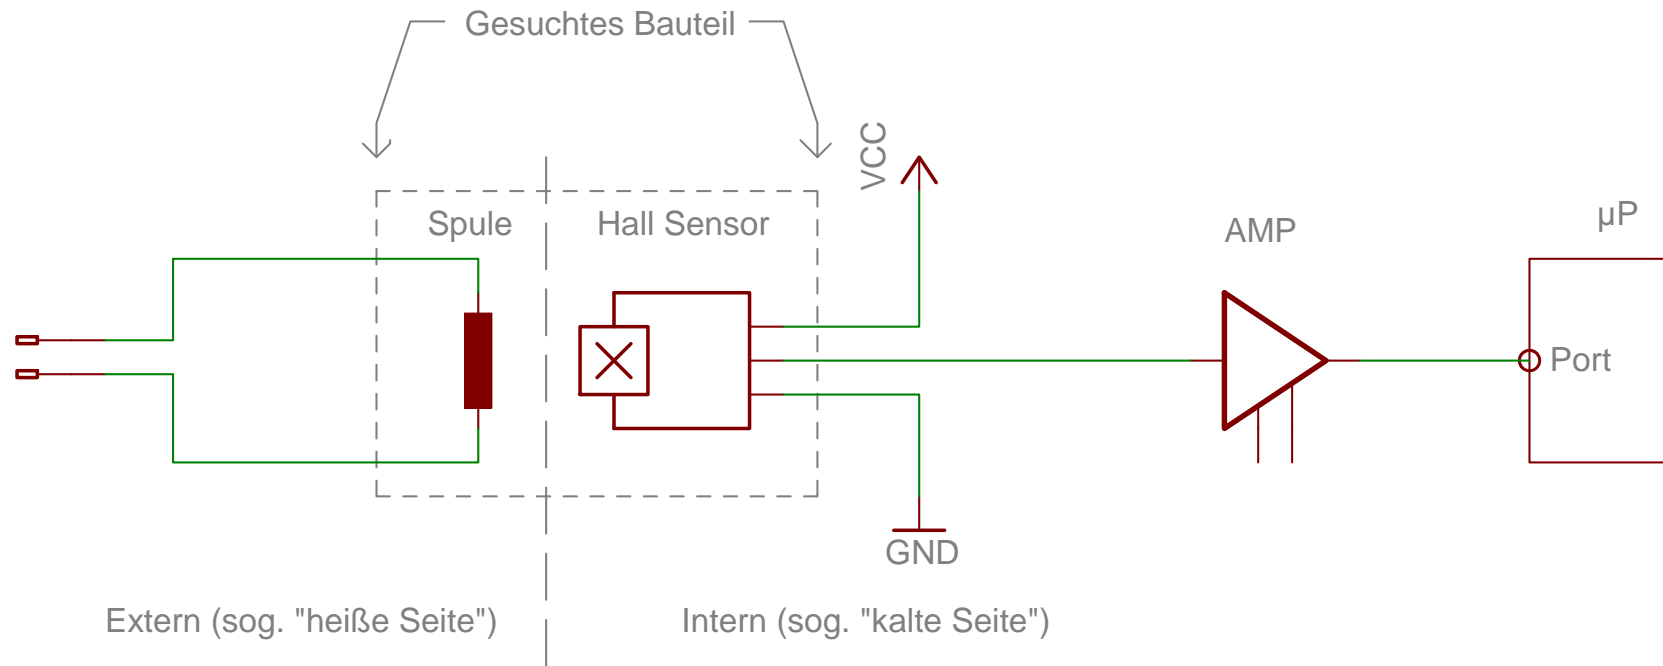 Gesuchtes Bauteil
VCC
Spule
Hall Sensor
AMP
µP
Port
GND
Extern (sog. "heiße Seite")
Intern (sog. "kalte Seite")